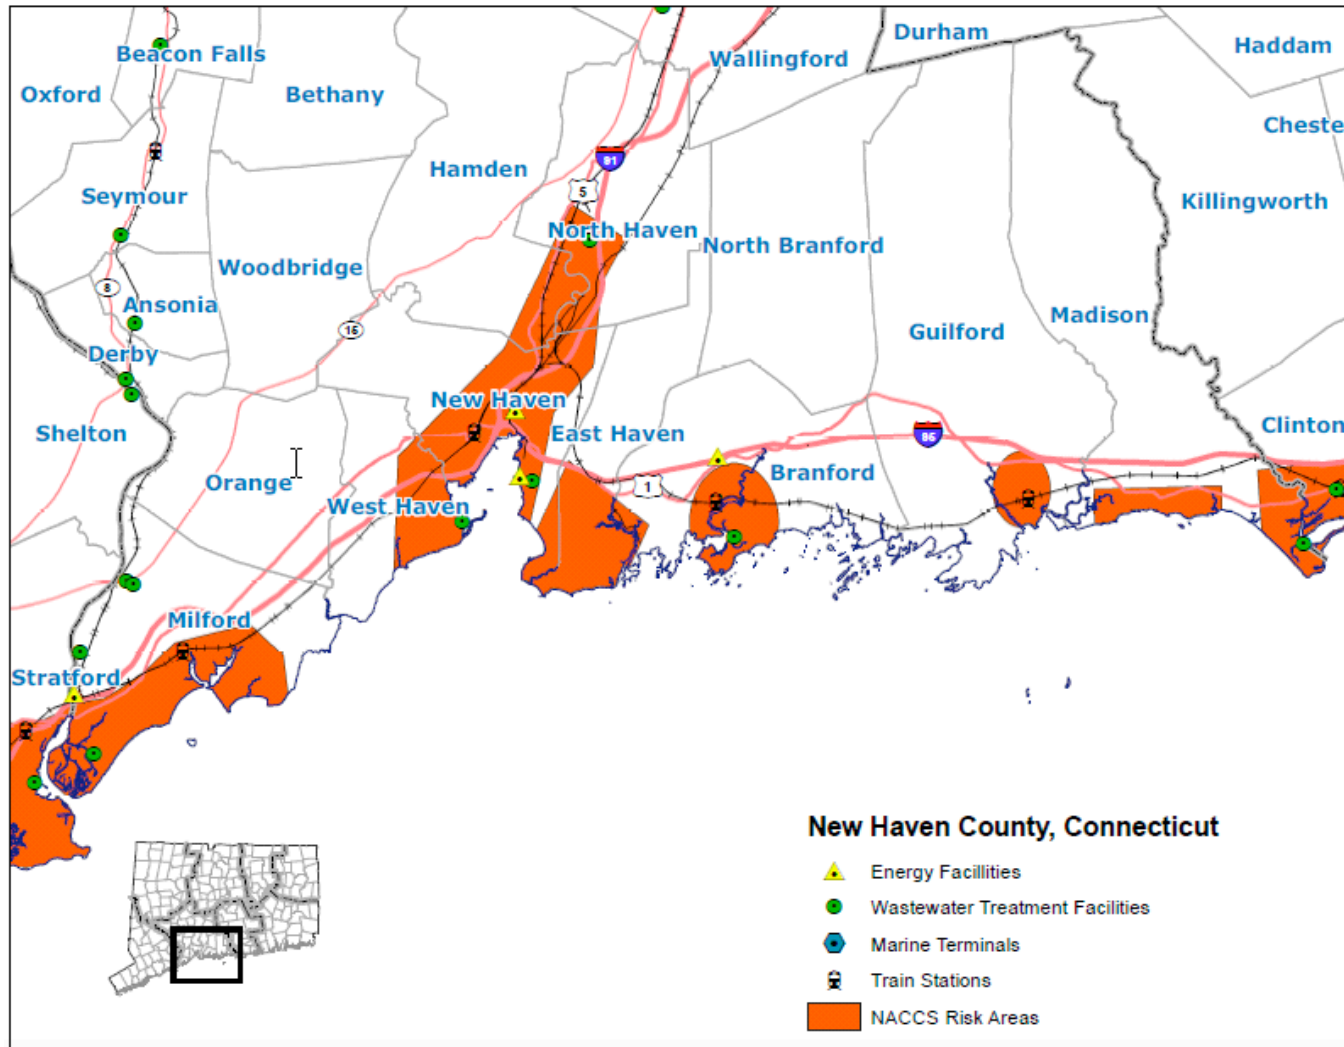 Durham
Haddam
Beacon Falls
Wallingford
Oxford
Bethany
Cheste
91
Hamden
5
Seymour
Killingworth
North Haven
North Branford
Woodbridge
8
Ansonia
Madison
15
Guilford
Derby
New Haven
Shelton
East Haven
95
Clinton
Orange
Branford
1
West Haven
Milford
Stratford
New Haven County, Connecticut
Energy Facillities
Wastewater Treatment Facilities
Marine Terminals
Train Stations
NACCS Risk Areas